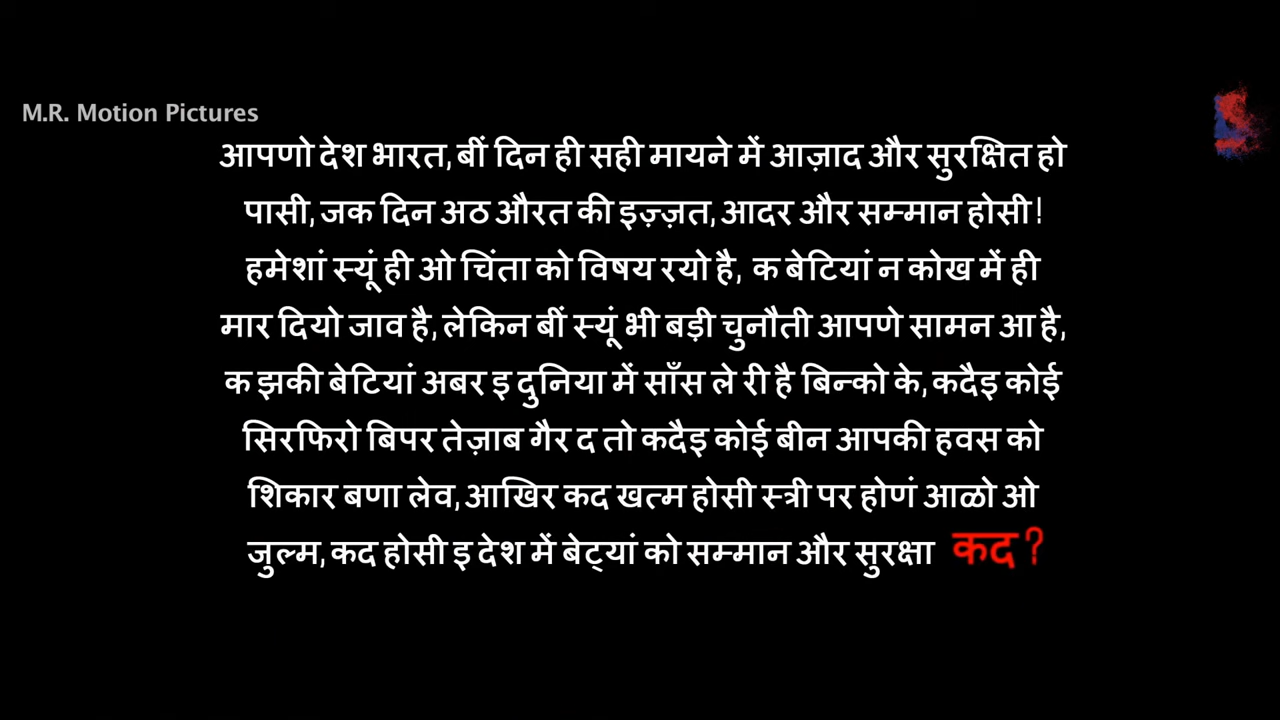 M.R. Motion Pictures
आपणो देश भारत, बीं दिन ही सही मायने में आज़ाद और सुरक्षित हो
पासी, जक दिन अठ औरत की इज़्ज़त, आदर और सम्मान होसी!
हमेशां स्यूं ही ओ चिंता को विषय रयो है, क बेटियां न कोख में ही
मार दियो जाव है, लेकिन बीं स्यूं भी बड़ी चुनौती आपणे सामन आ है,
क झकी बेटियां अबर इ दुनिया में साँस ले री है बिन्को के, कदैइ कोई
सिरफिरो बिपर तेज़ाब गैर द तो कदैइ कोई बीन आपकी हवस को
शिकार बणा लेव, आखिर कद खत्म होसी स्त्री पर होणं आळो ओ
जुल्म, कद होसी इ देश में बेट्यां को सम्मान और सुरक्षा कद ?